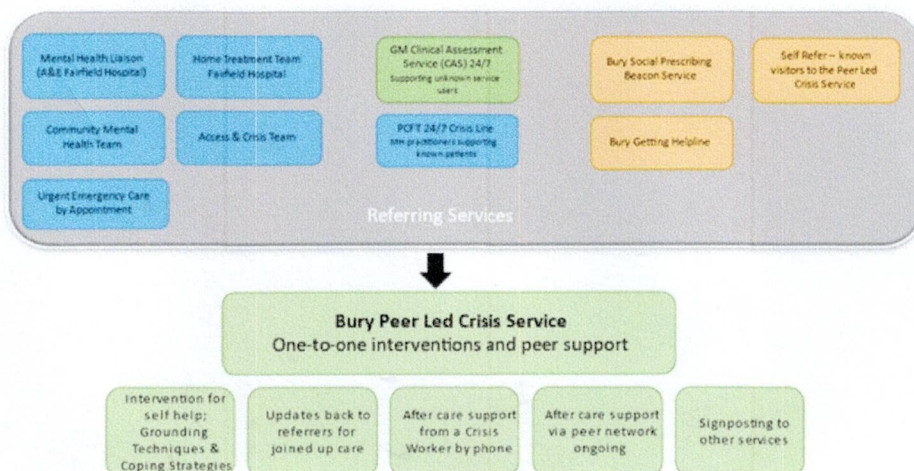 Mental Health Liaison
(A&E Fairfield Hospital)
Home Treatment Team
Fairfield Hospital
GM Clinical Assessment
Service (CAS) 24/7
Supporting unknown service
users
Bury Social Prescribing
Beacon Service
Self Refer – known
visitors to the Peer Led
Crisis Service
Community Mental
Health Team
Access & Crisis Team
PCFT 24/7 Crisis Line
MH practitioners supporting
known patients
Bury Getting Helpline
Urgent Emergency Care
by Appointment
Referring Services
Bury Peer Led Crisis Service
One-to-one interventions and peer support
Intervention for
self help;
Grounding
Techniques &
Coping Strategies
Updates back to
referrers for
joined up care
After care support
from a Crisis
Worker by phone
After care support
via peer network
ongoing
Signposting to
other services